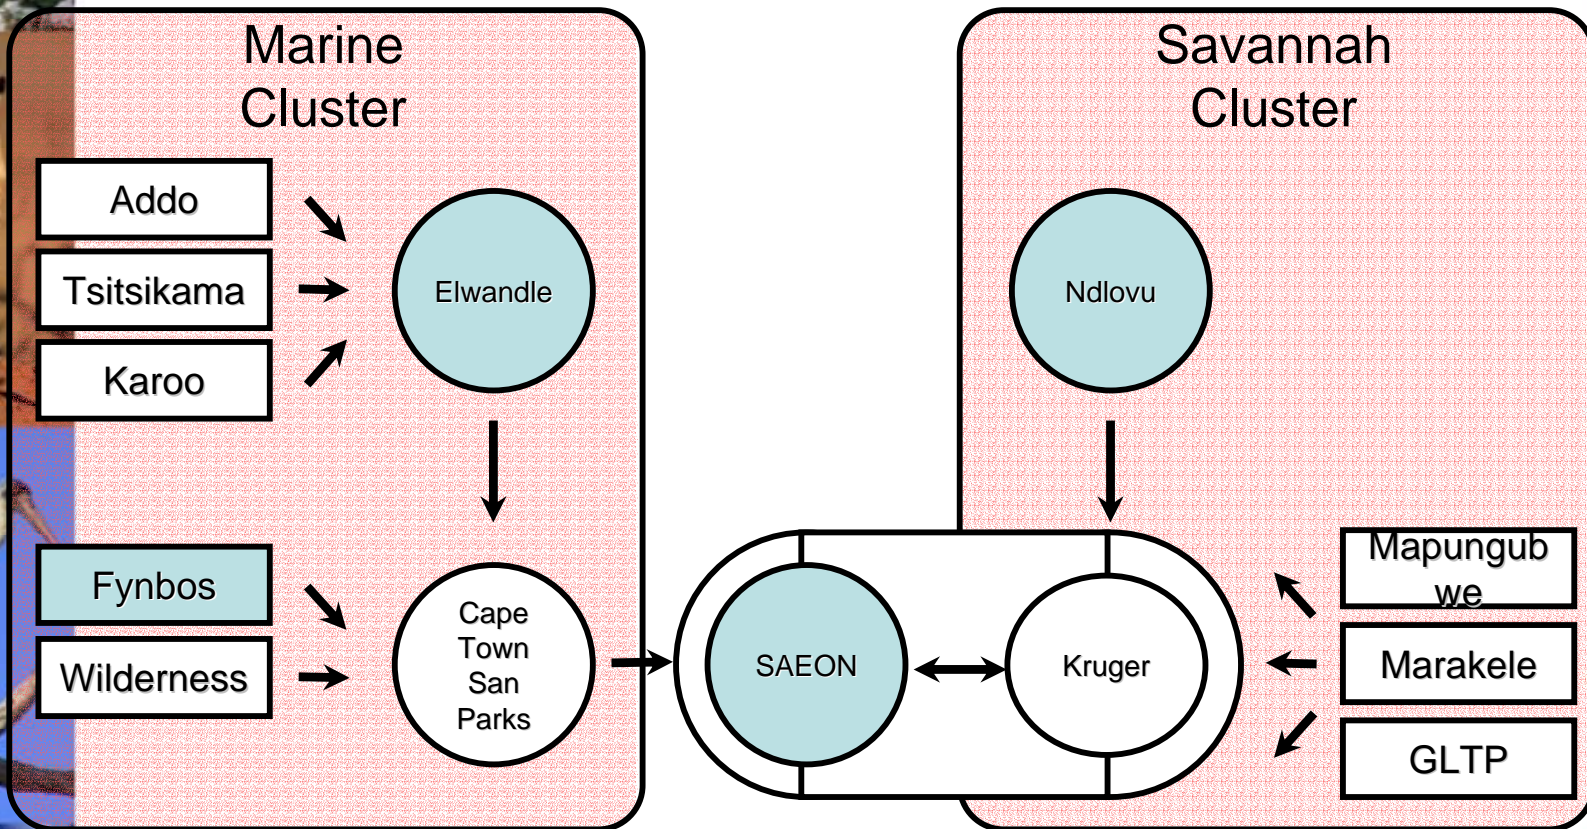 Marine
Cluster
Savannah
Cluster
Addo
Tsitsikama
Karoo
Elwandle
Ndlovu
Fynbos
Wilderness
Cape
Town
San
Parks
SAEON
Kruger
Mapungub
we
Marakele
GLTP